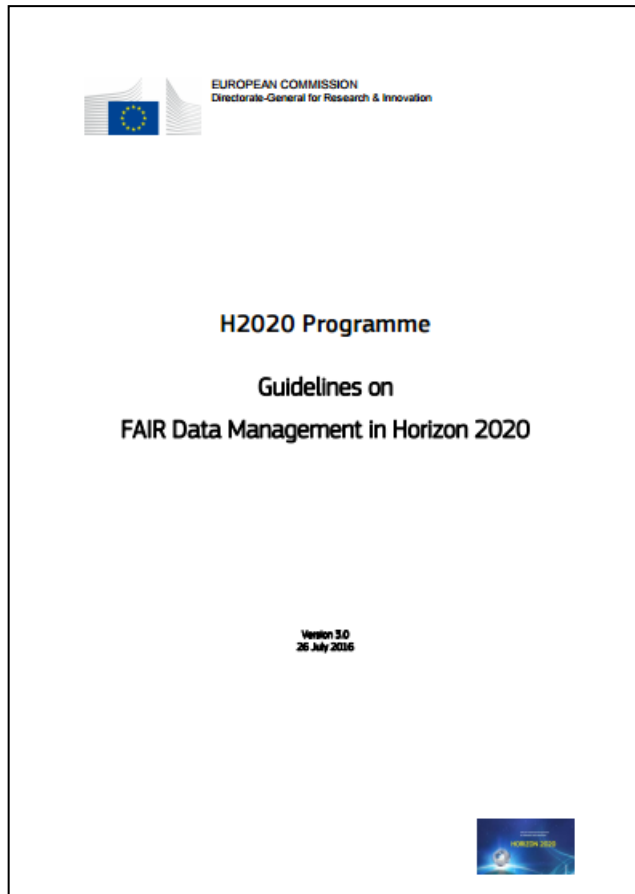 EUROPEAN COMMISSION
Directorate-General for Research & Innovation
H2020 Programme
Guidelines on
FAIR Data Management in Horizon 2020
Version 3.0
26 July 2016
HORIZON 2020